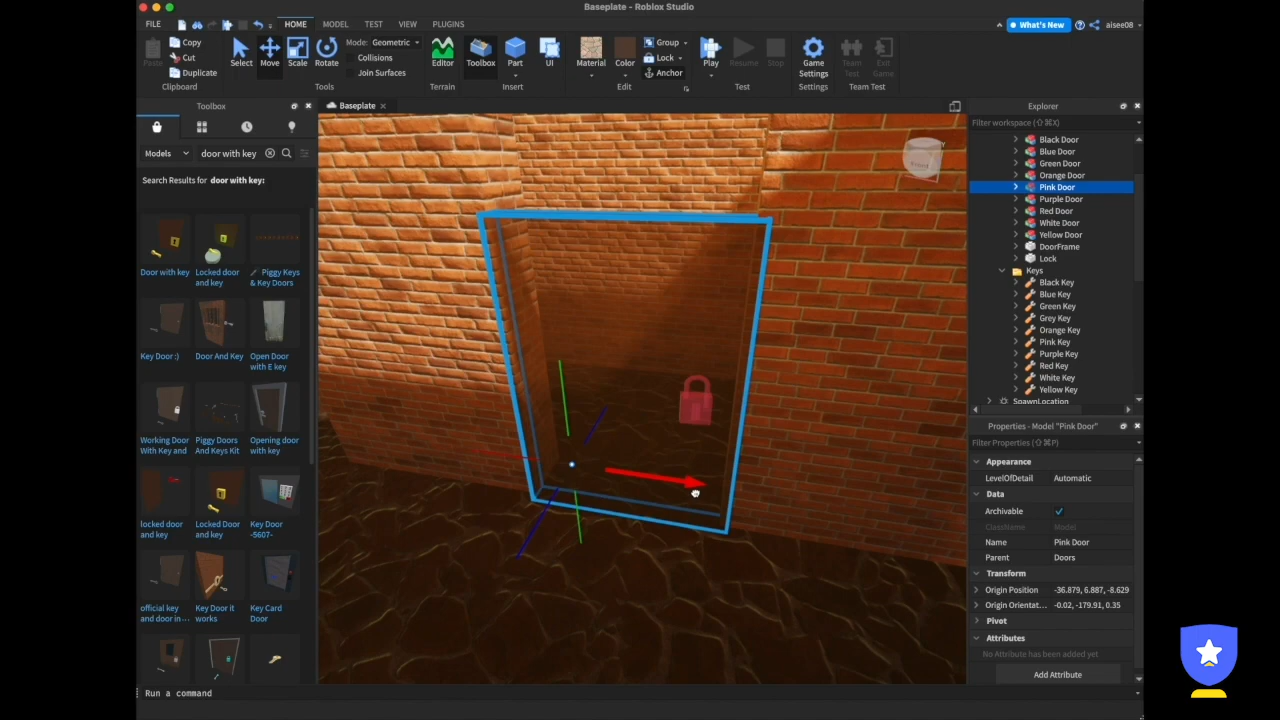 Baseplate - Roblox Studio
FILE HOME MODEL TEST VIEW PLUGINS What's New aisee08
Paste Copy Cut Duplicate
Clipboard
Select Move Scale Rotate
Mode: Geometric
Collisions
Join Surfaces
Tools
Editor
Terrain
Toolbox Part UI
Insert
Material Color Group Lock Anchor
Edit
Play Resume Stop
Test
Game Settings
Settings
Team Test Exit Game
Team Test
Toolbox
Models door with key
Search Results for door with key:
Door with key
Locked door and key
Piggy Keys & Key Doors
Key Door :)
Door And Key
Open Door with E key
Working Door With Key and
Piggy Doors And Keys Kit
Opening door with key
locked door and key
Locked Door and key
Key Door -5607-
official key and door in...
Key Door it works
Key Card Door
Baseplate
Explorer
Filter workspace (⇧⌘X)
Black Door
Blue Door
Green Door
Orange Door
Pink Door
Purple Door
Red Door
White Door
Yellow Door
DoorFrame
Lock
Keys
Black Key
Blue Key
Green Key
Grey Key
Orange Key
Pink Key
Purple Key
Red Key
White Key
Yellow Key
SpawnLocation
Properties - Model "Pink Door"
Filter Properties (⇧⌘P)
Appearance
LevelOfDetail Automatic
Data
Archivable
ClassName Model
Name Pink Door
Parent Doors
Transform
Origin Position -36.879, 6.887, -8.629
Origin Orientat... -0.02, -179.91, 0.35
Pivot
Attributes
No Attribute has been added yet
Add Attribute
Run a command